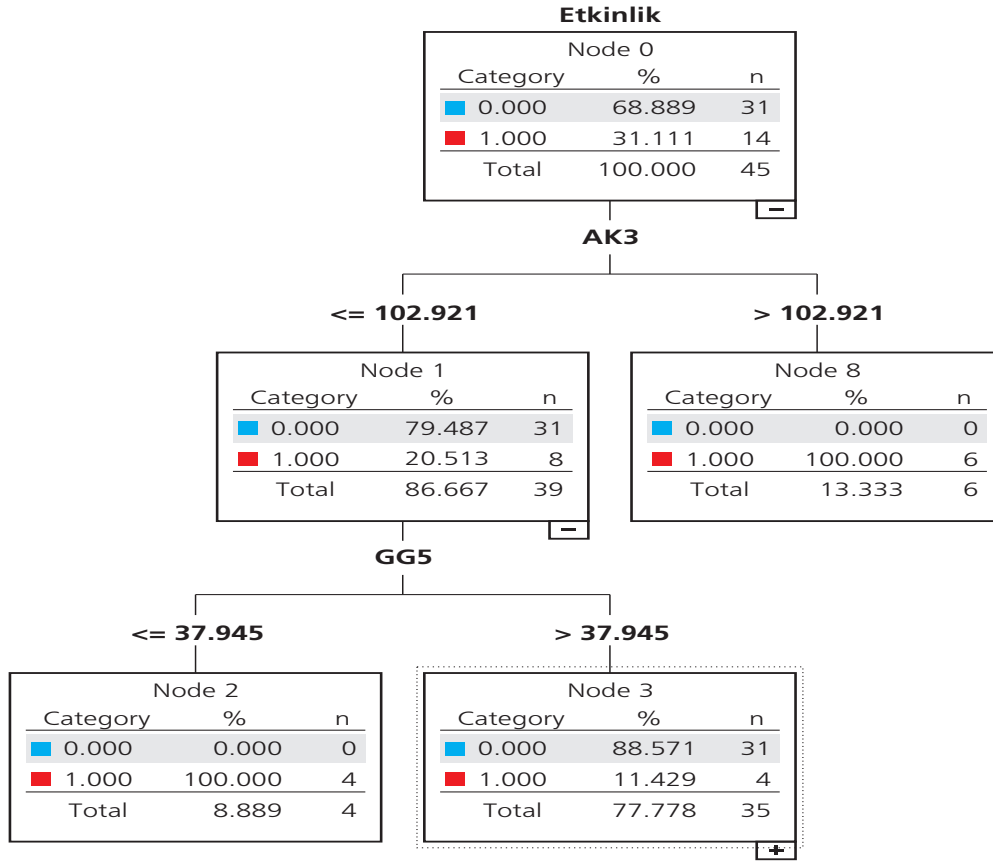 Etkinlik
Node 0
Category % n
0.000 68.889 31
1.000 31.111 14
Total 100.000 45
−
AK3
<= 102.921
> 102.921
Node 1
Category % n
0.000 79.487 31
1.000 20.513 8
Total 86.667 39
−
Node 8
Category % n
0.000 0.000 0
1.000 100.000 6
Total 13.333 6
GG5
<= 37.945
> 37.945
Node 2
Category % n
0.000 0.000 0
1.000 100.000 4
Total 8.889 4
Node 3
Category % n
0.000 88.571 31
1.000 11.429 4
Total 77.778 35
+